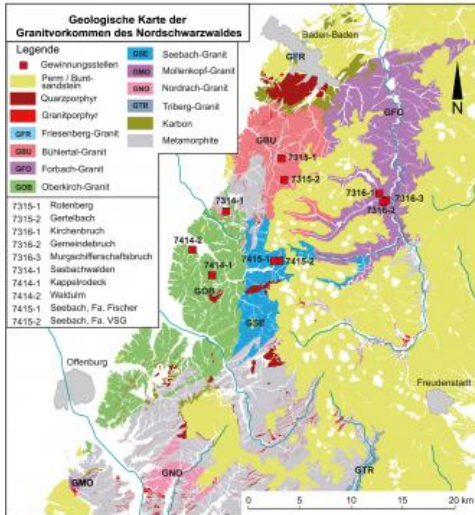 Geologische Karte der
Granitvorkommen des Nordschwarzwaldes
Legende
Gewinnungsstellen
Perm / Bunt-
sandstein
Quarzporphyr
Granitporphyr
GFR Friesenberg-Granit
GBU Bühlertal-Granit
GFO Forbach-Granit
GOB Oberkirch-Granit
GSE Seebach-Granit
GMO Mollenkopf-Granit
GNO Nordrach-Granit
GTR Triberg-Granit
Karbon
Metamorphite
7315-1 Rotenberg
7315-2 Gertelbach
7316-1 Kirchenbruch
7316-2 Gemeindebruch
7316-3 Murgschifferschaftsbruch
7314-1 Sasbachwalden
7414-1 Kappelrodeck
7414-2 Waldulm
7415-1 Seebach, Fa. Fischer
7415-2 Seebach, Fa. VSG
Baden-Baden
GFR
GFO
N
GBU
7315-1
7315-2
7316-1
7316-3
7316-2
7314-1
7414-2
7415-1
7415-2
7414-1
GOB
GSE
Offenburg
Freudenstadt
GMO
GNO
GTR
0 5 10 15 20 km